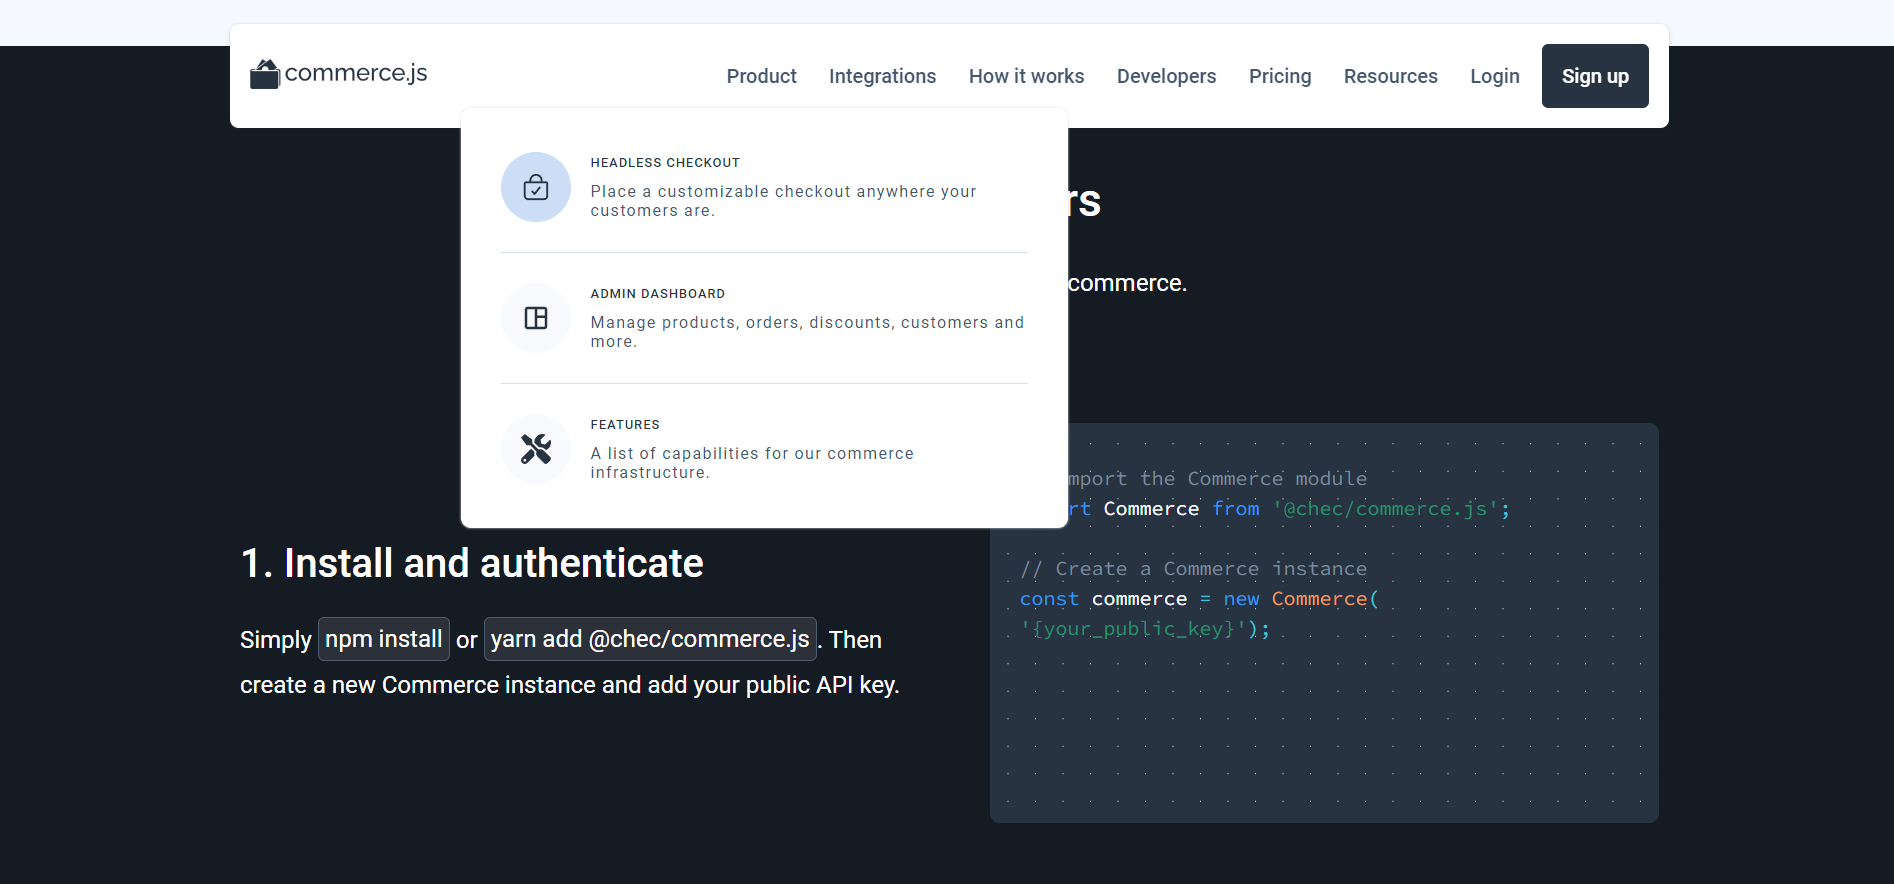 commerce.js
Product Integrations How it works Developers Pricing Resources Login Sign up
HEADLESS CHECKOUT
Place a customizable checkout anywhere your
customers are.
ADMIN DASHBOARD
Manage products, orders, discounts, customers and
more.
FEATURES
A list of capabilities for our commerce
infrastructure.
rs
commerce.
1. Install and authenticate
Simply npm install or yarn add @chec/commerce.js. Then
create a new Commerce instance and add your public API key.
mport the Commerce module
rt Commerce from '@chec/commerce.js';
// Create a Commerce instance
const commerce = new Commerce(
'{your_public_key}');